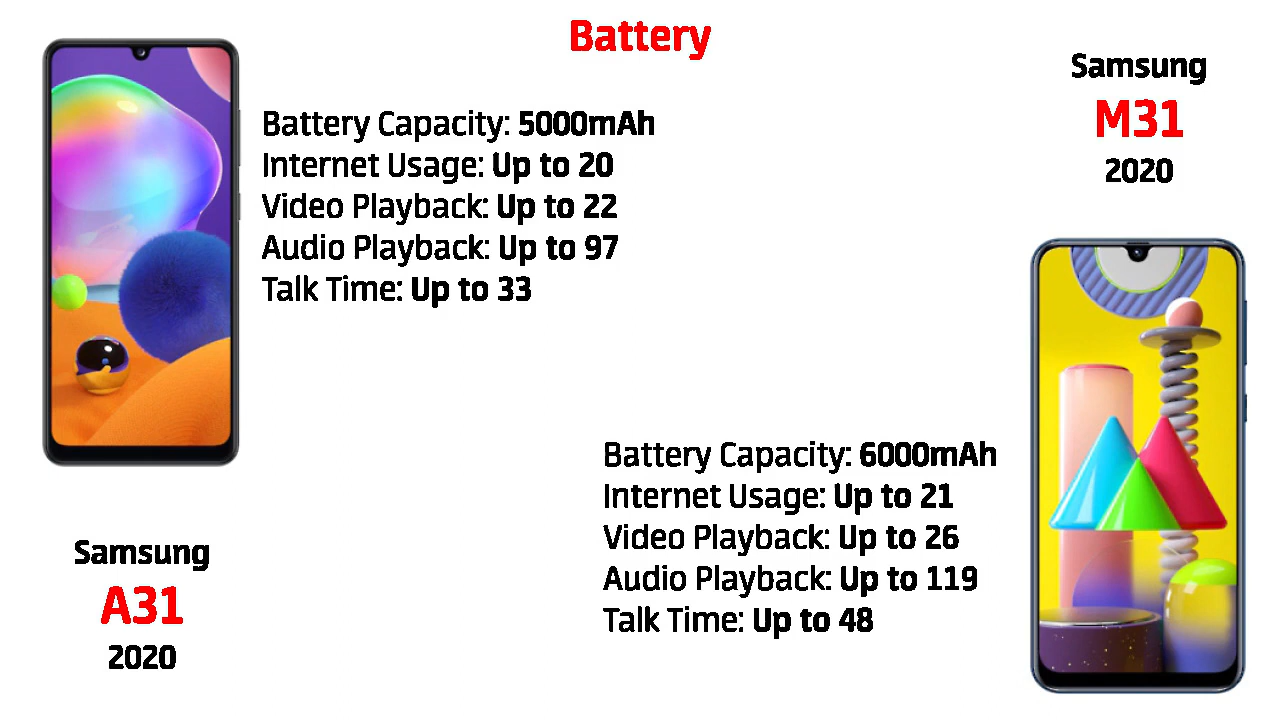 Battery
Battery Capacity: 5000mAh
Internet Usage: Up to 20
Video Playback: Up to 22
Audio Playback: Up to 97
Talk Time: Up to 33
Samsung
A31
2020
Samsung
M31
2020
Battery Capacity: 6000mAh
Internet Usage: Up to 21
Video Playback: Up to 26
Audio Playback: Up to 119
Talk Time: Up to 48